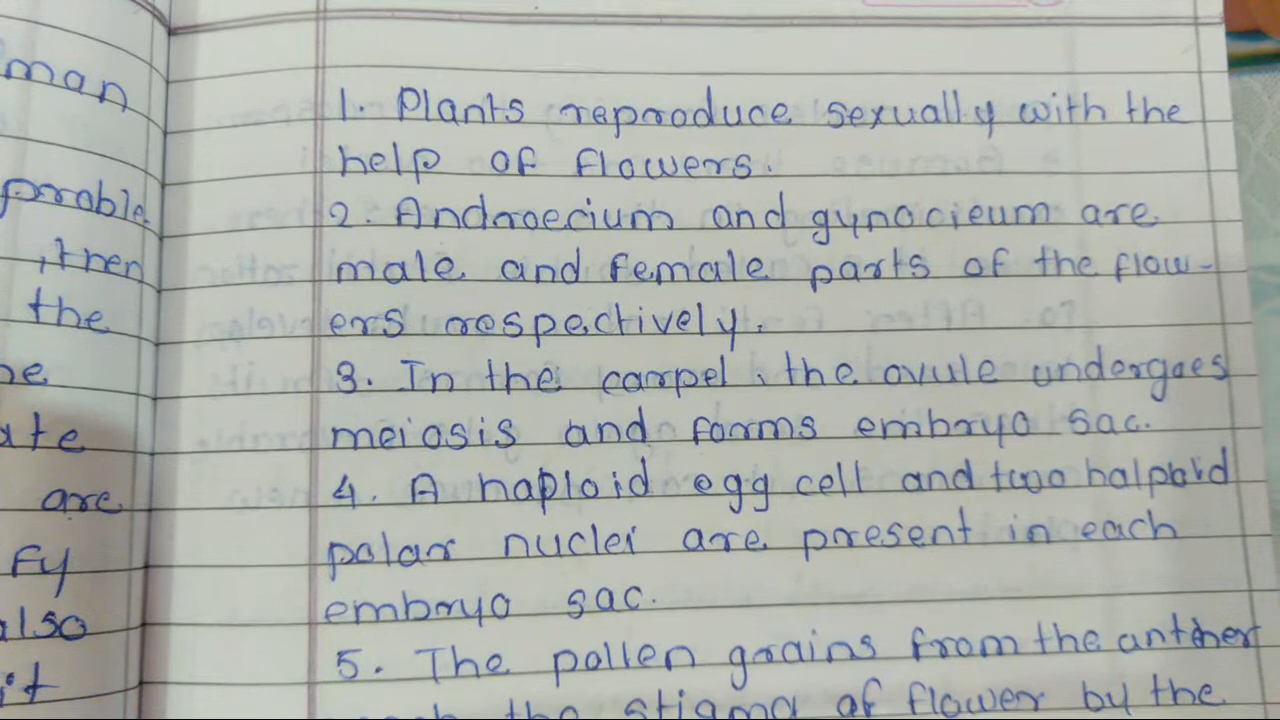 man
proble
, then
the
ate
are
fy
also
it
1. Plants reproduce sexually with the
help of flowers.
2. Androecium and gynocieum are
male and female parts of the flow-
ers respectively.
3. In the carpel, the ovule undergoes
meiosis and forms embryo sac.
4. A haploid egg cell and two halpoid
polar nuclei are present in each
embryo sac.
5. The pollen grains from the anther
the stigma of flower by the